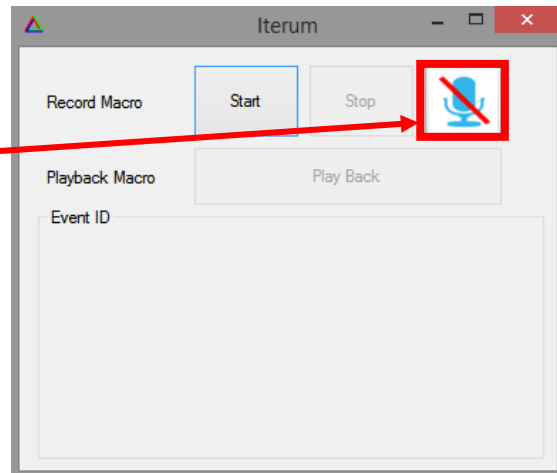 Iterum
Record Macro
Start
Stop
Playback Macro
Play Back
Event ID